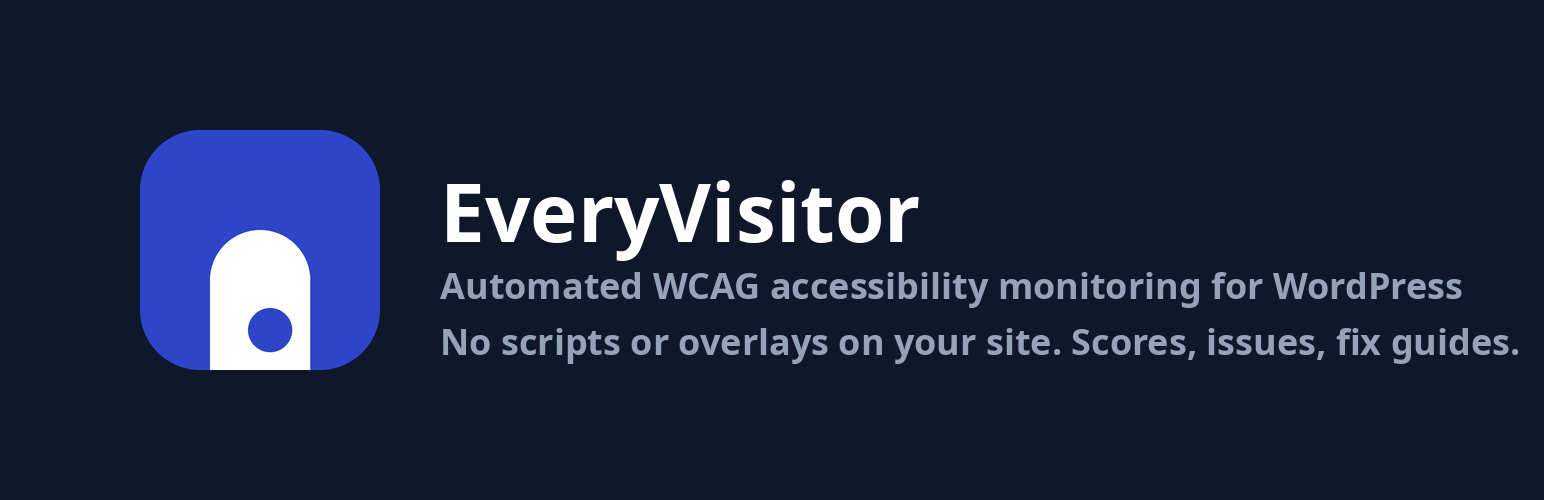 EveryVisitor
Automated WCAG accessibility monitoring for WordPress
No scripts or overlays on your site. Scores, issues, fix guides.